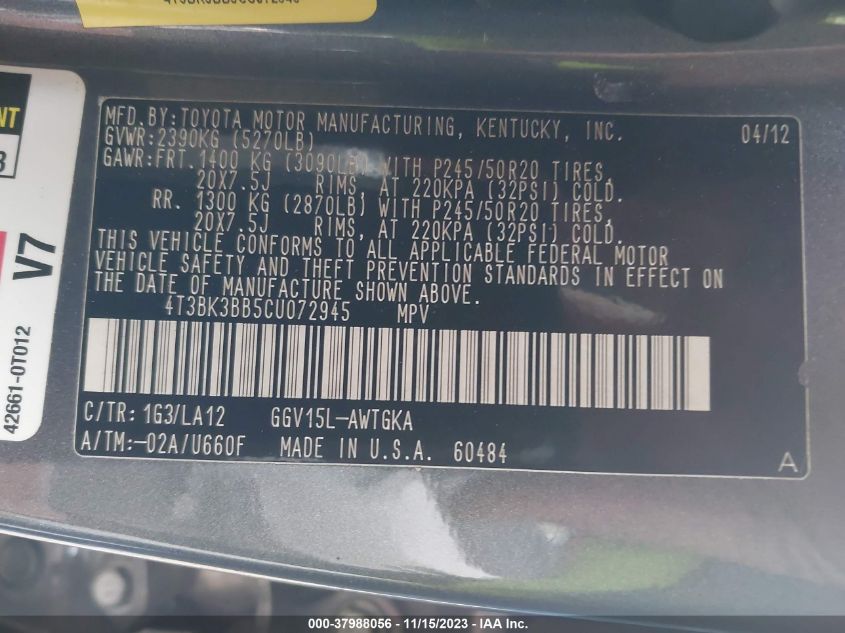 MFD. BY: TOYOTA MOTOR MANUFACTURING, KENTUCKY, INC. 04/12
GVWR: 2390KG (5270LB)
GAWR: FRT. 1400 KG (3090LB) WITH P245/50R20 TIRES,
20X7.5J RIMS, AT 220KPA (32PSI) COLD.
RR. 1300 KG (2870LB) WITH P245/50R20 TIRES,
20X7.5J RIMS, AT 220KPA (32PSI) COLD.
THIS VEHICLE CONFORMS TO ALL APPLICABLE FEDERAL MOTOR
VEHICLE SAFETY AND THEFT PREVENTION STANDARDS IN EFFECT ON
THE DATE OF MANUFACTURE SHOWN ABOVE.
4T3BK3BB5CU072945 MPV
C/TR: 1G3/LA12 GGV15L-AWTGKA
A/TM:-02A/U660F MADE IN U.S.A. 60484
A
V7
42661-0T012
000-37988056 - 11/15/2023 - IAA Inc.